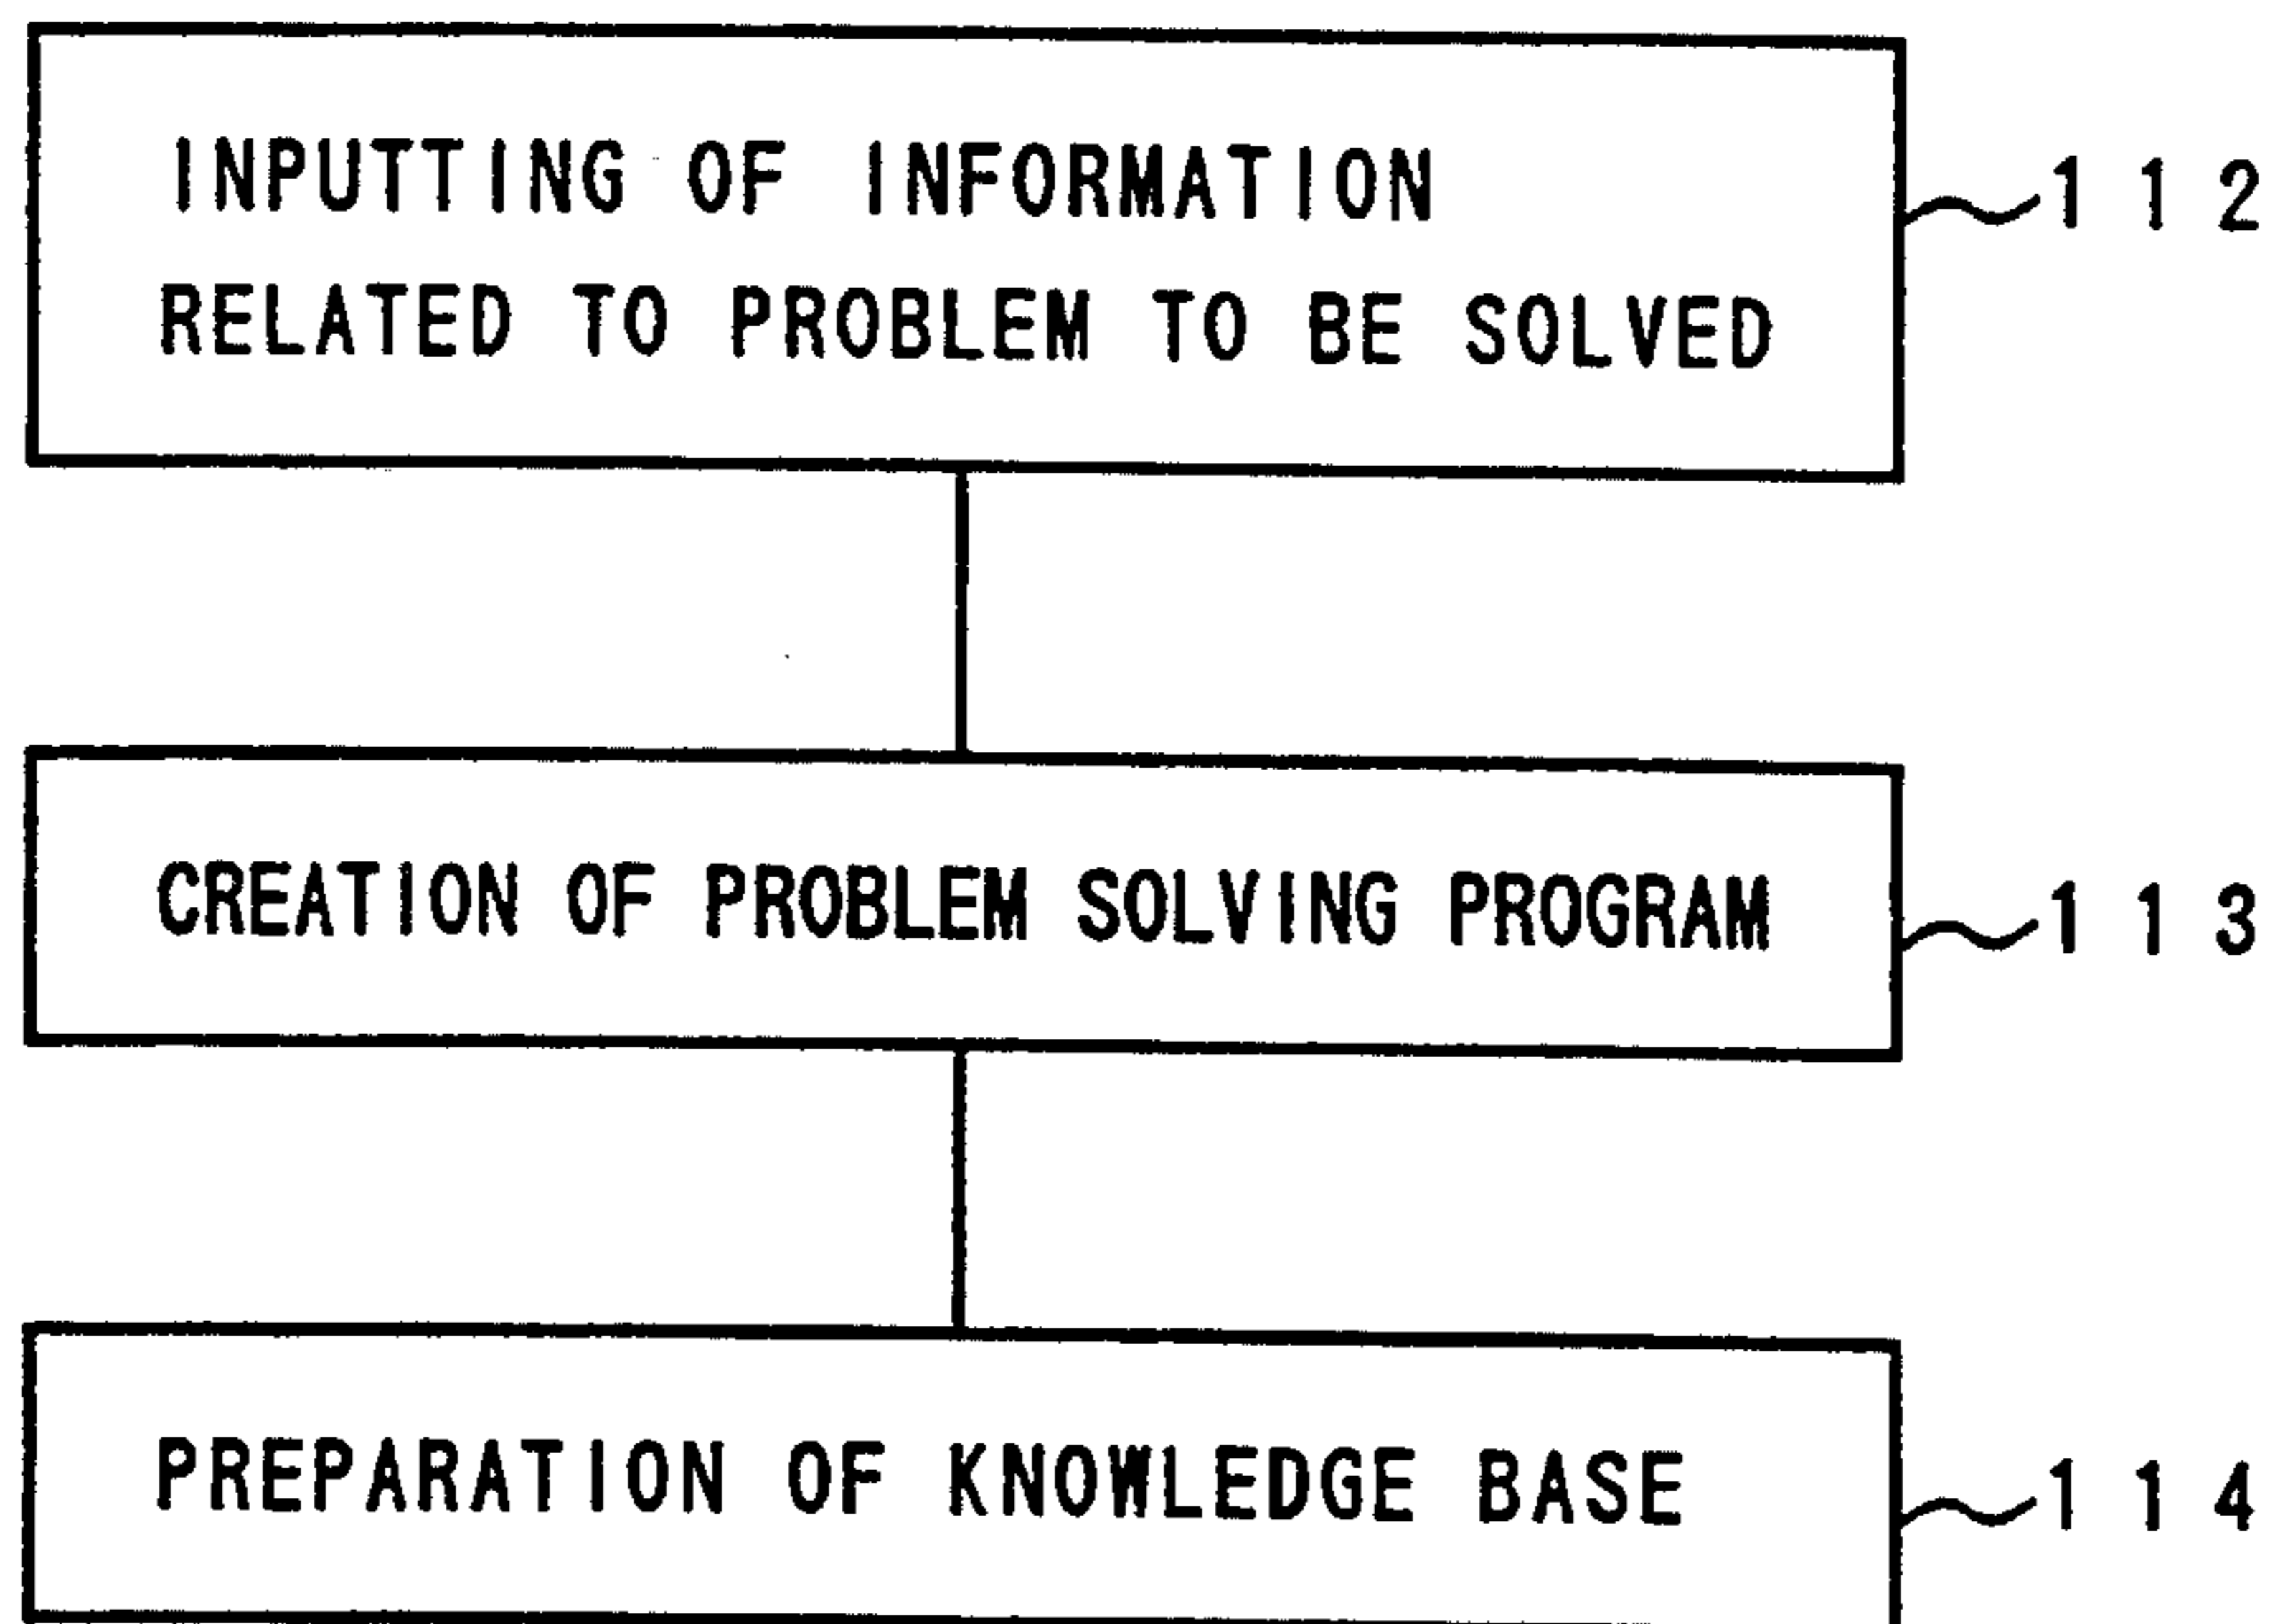 INPUTTING OF INFORMATION
RELATED TO PROBLEM TO BE SOLVED
112
CREATION OF PROBLEM SOLVING PROGRAM
113
PREPARATION OF KNOWLEDGE BASE
114